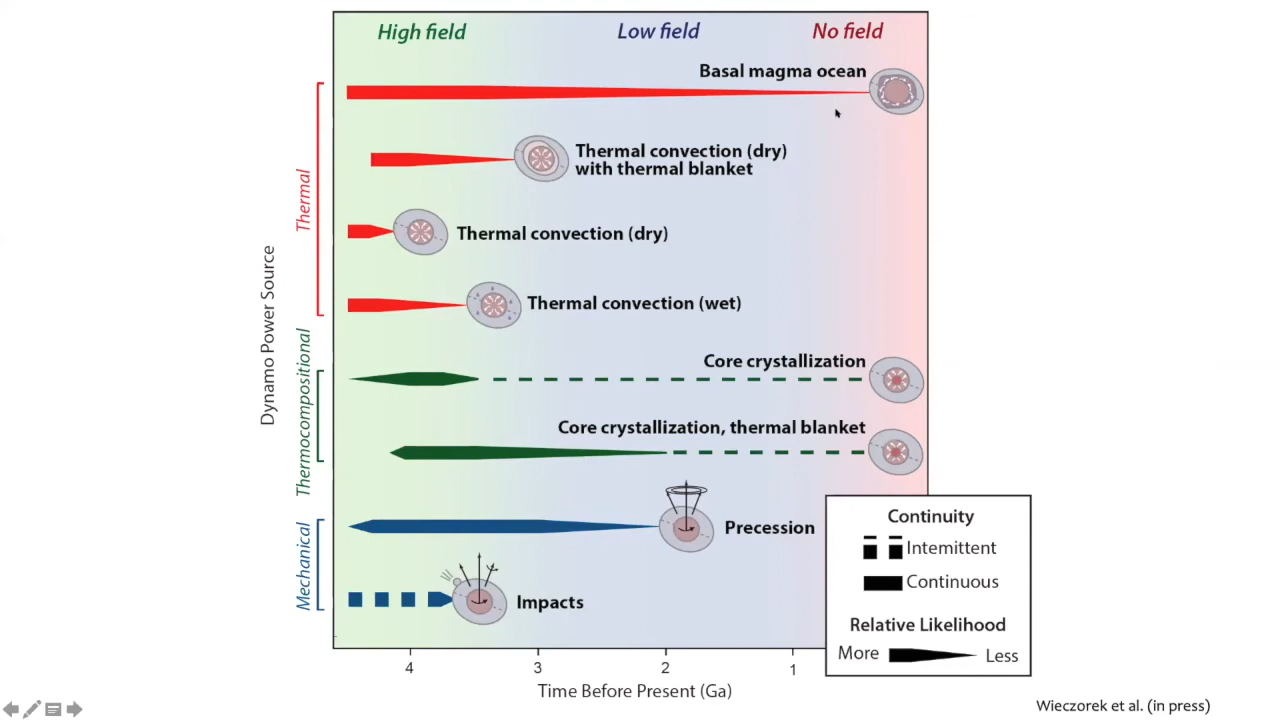 High field
Low field
No field
Basal magma ocean
Thermal convection (dry)
with thermal blanket
Thermal convection (dry)
Thermal convection (wet)
Core crystallization
Core crystallization, thermal blanket
Precession
Impacts
Thermal
Thermocompositional
Mechanical
Dynamo Power Source
Continuity
Intemittent
Continuous
Relative Likelihood
More Less
4 3 2 1
Time Before Present (Ga)
Wieczorek et al. (in press)